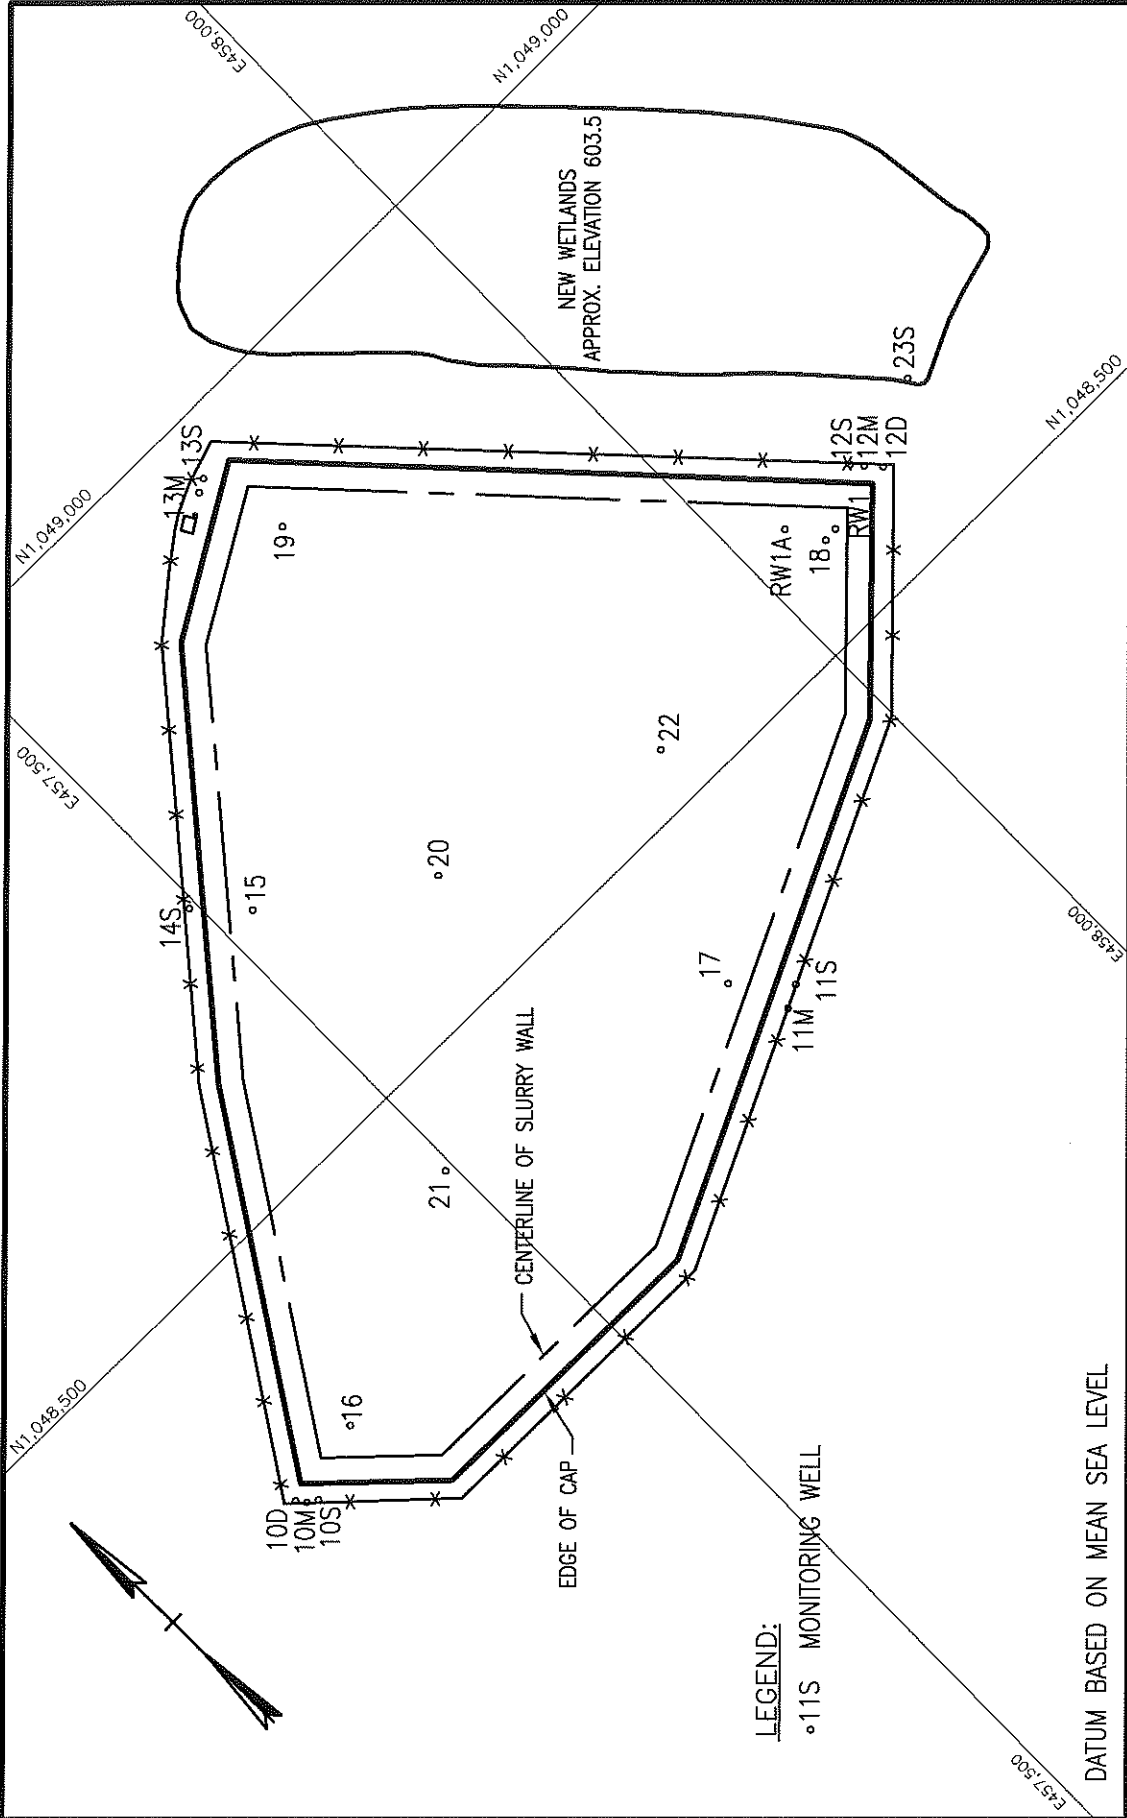 N1,048,500
E457,500
N1,049,000
E458,000
N1,049,000
10D
10M
10S
16
14S
15
13M
13S
19
21
20
22
NEW WETLANDS
APPROX. ELEVATION 603.5
CENTERLINE OF SLURRY WALL
EDGE OF CAP
17
11M
11S
RW1A
18
RW1
12S
12M
12D
23S
LEGEND:
11S MONITORING WELL
E457,500
E458,000
N1,048,500
DATUM BASED ON MEAN SEA LEVEL